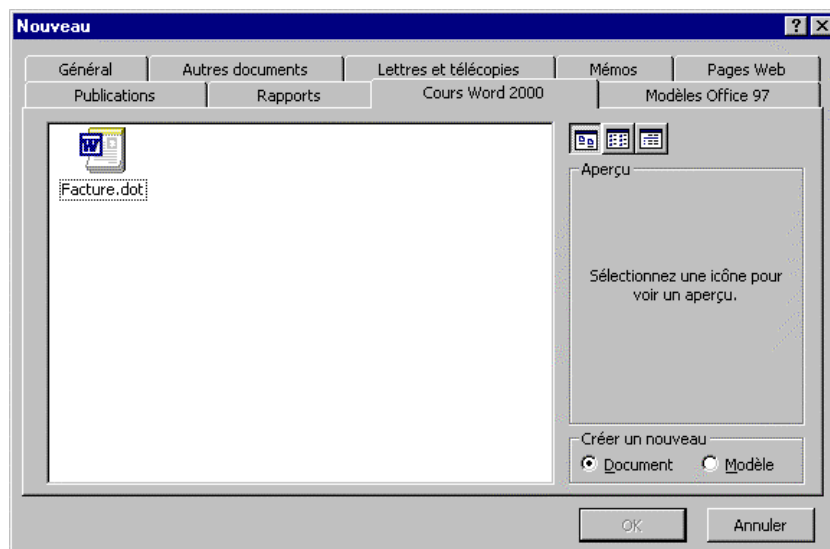 Nouveau
Général Autres documents Lettres et télécopies Mémos Pages Web
Publications Rapports Cours Word 2000 Modèles Office 97
W
Facture.dot
Aperçu
Sélectionnez une icône pour
voir un aperçu.
Créer un nouveau
Document Modèle
OK Annuler